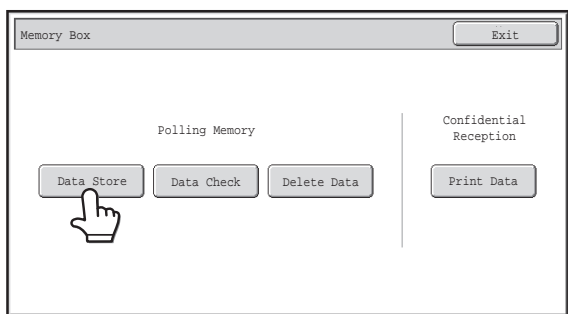 Memory Box
Exit
Polling Memory
Confidential
Reception
Data Store
Data Check
Delete Data
Print Data